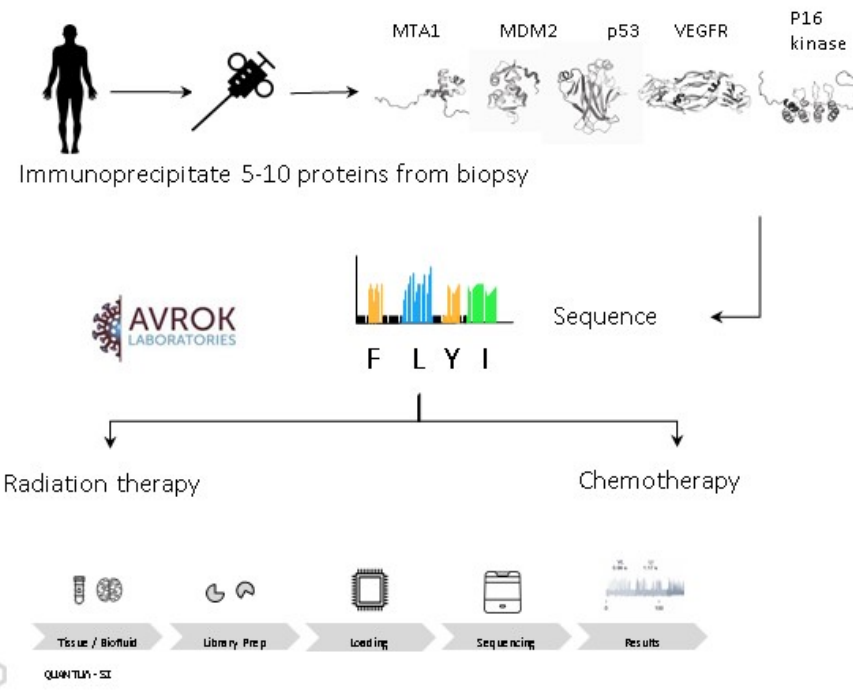 MTA1 MDM2 p53 VEGFR P16
kinase
Immunoprecipitate 5-10 proteins from biopsy
AVROK
LABORATORIES
Sequence
F L Y I
Radiation therapy
Chemotherapy
Tissue / Biofluid Library Prep Loading Sequencing Results
QUANTUM-SI